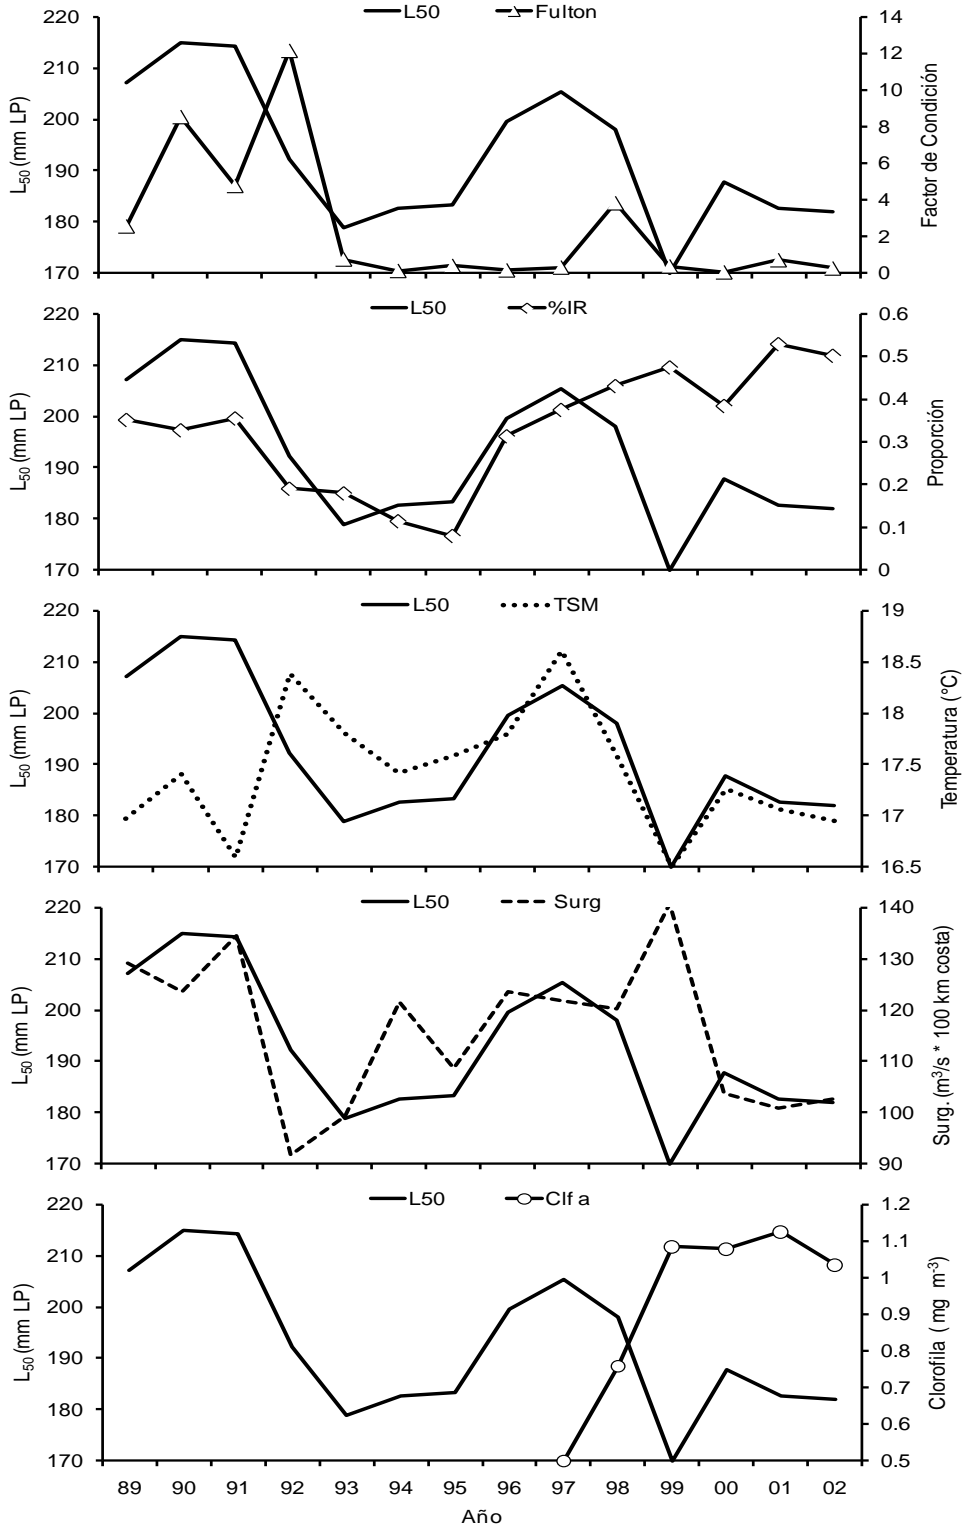 L50 Fulton
220 14
210 12
200 10
190 8
180 6
170 4
2
0
L50 (mm LP)
Factor de Condición
L50 %IR
220 0.6
210 0.5
200 0.4
190 0.3
180 0.2
170 0.1
0
L50 (mm LP)
Proporción
L50 TSM
220 19
210 18.5
200 18
190 17.5
180 17
170 16.5
L50 (mm LP)
Temperatura (°C)
L50 Surg
220 140
210 130
200 120
190 110
180 100
170 90
L50 (mm LP)
Surg. (m³/s * 100 km costa)
L50 Clf a
220 1.2
210 1.1
200 1
190 0.9
180 0.8
170 0.7
0.6
0.5
L50 (mm LP)
Clorofila ( mg m-3)
89 90 91 92 93 94 95 96 97 98 99 00 01 02
Año